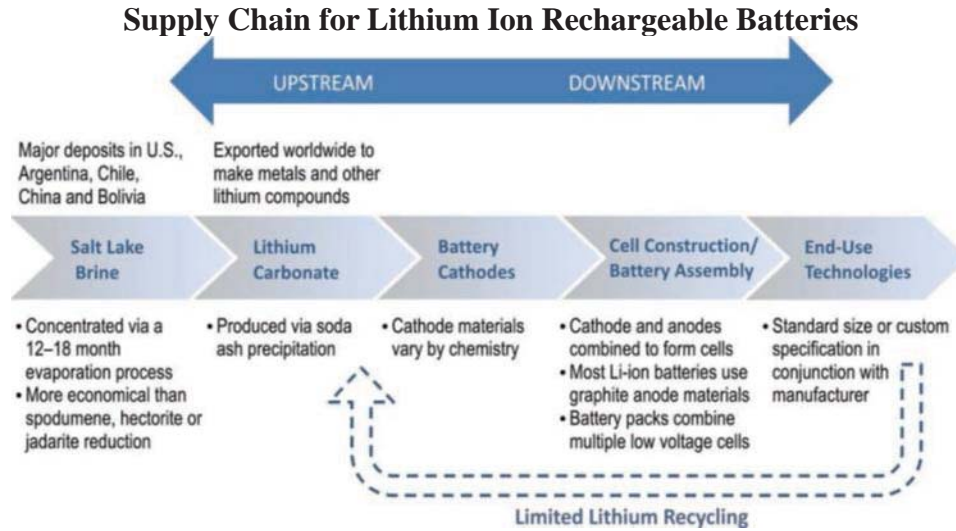 Supply Chain for Lithium Ion Rechargeable Batteries
UPSTREAM
DOWNSTREAM
Major deposits in U.S.,
Argentina, Chile,
China and Bolivia
Exported worldwide to
make metals and other
lithium compounds
Salt Lake
Brine
Lithium
Carbonate
Battery
Cathodes
Cell Construction/
Battery Assembly
End-Use
Technologies
• Concentrated via a
12–18 month
evaporation process
• More economical than
spodumene, hectorite or
jadarite reduction
• Produced via soda
ash precipitation
• Cathode materials
vary by chemistry
• Cathode and anodes
combined to form cells
• Most Li-ion batteries use
graphite anode materials
• Battery packs combine
multiple low voltage cells
• Standard size or custom
specification in
conjunction with
manufacturer
Limited Lithium Recycling